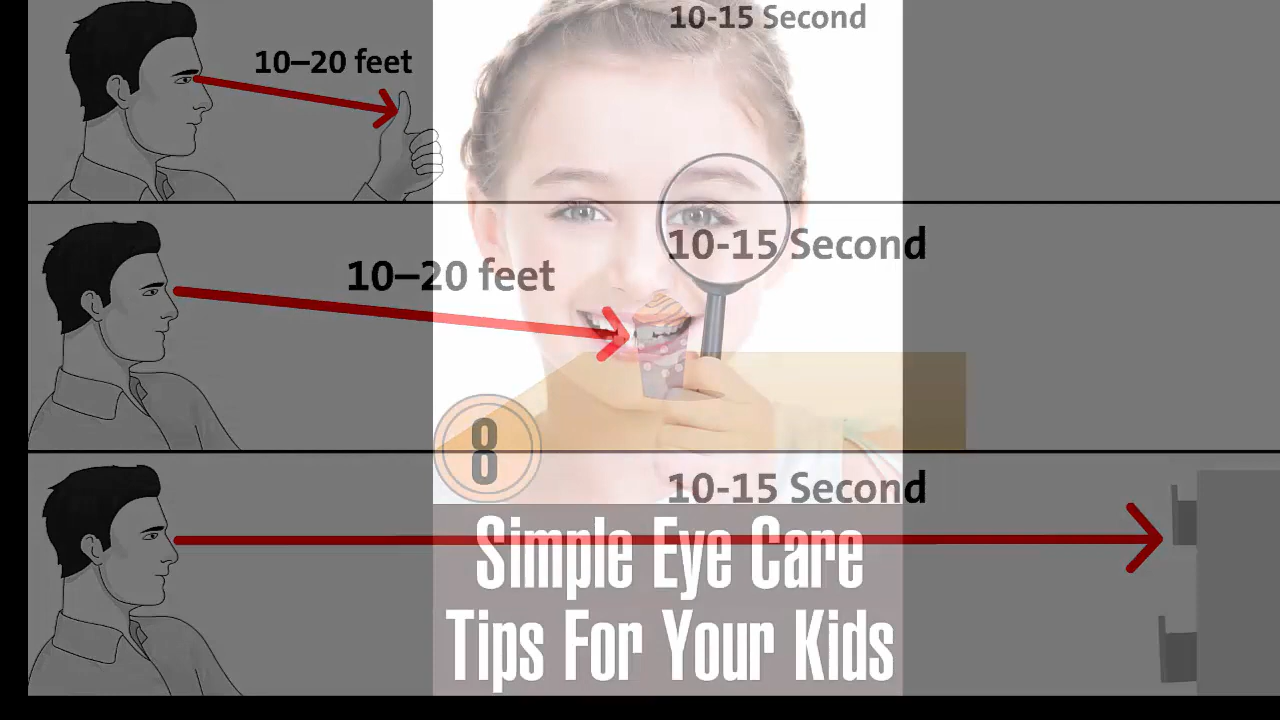 10-15 Second
10–20 feet
10-15 Second
10–20 feet
8
10-15 Second
Simple Eye Care
Tips For Your Kids